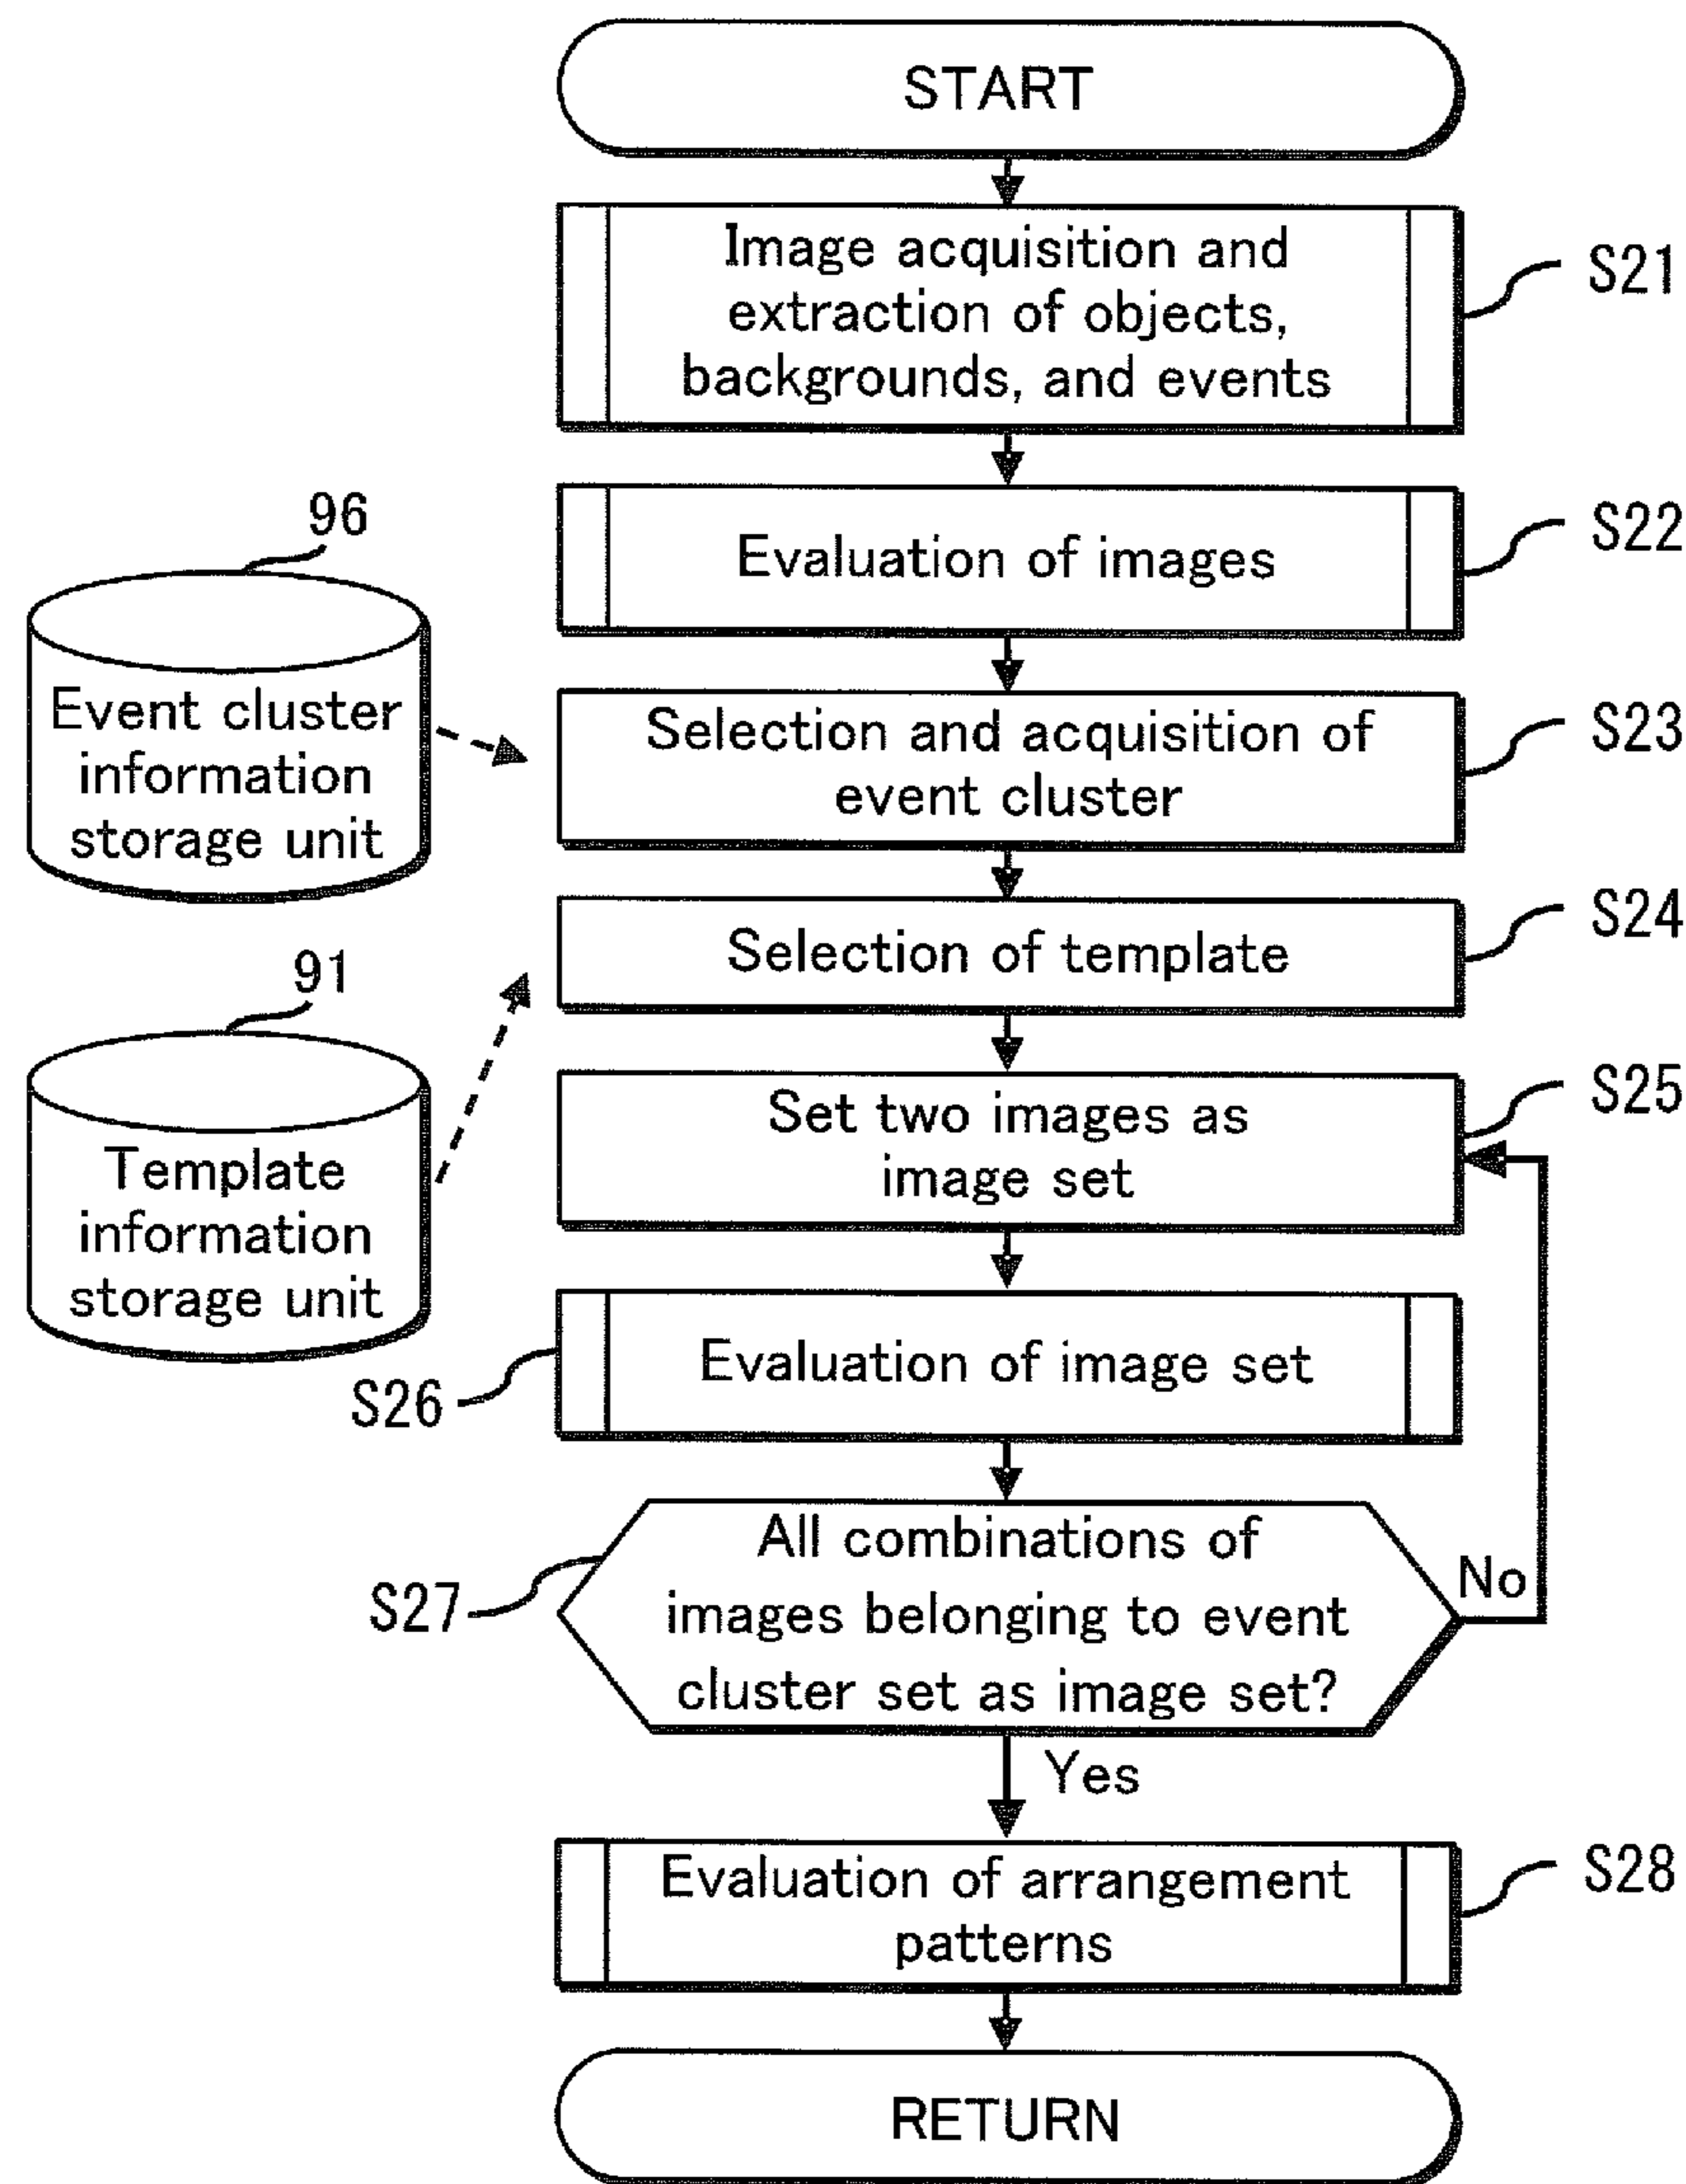 START
Image acquisition and
extraction of objects,
backgrounds, and events
S21
Evaluation of images
S22
96
Event cluster
information
storage unit
Selection and acquisition of
event cluster
S23
Selection of template
S24
91
Template
information
storage unit
Set two images as
image set
S25
Evaluation of image set
S26
All combinations of
images belonging to event
cluster set as image set?
S27
No
Yes
Evaluation of arrangement
patterns
S28
RETURN